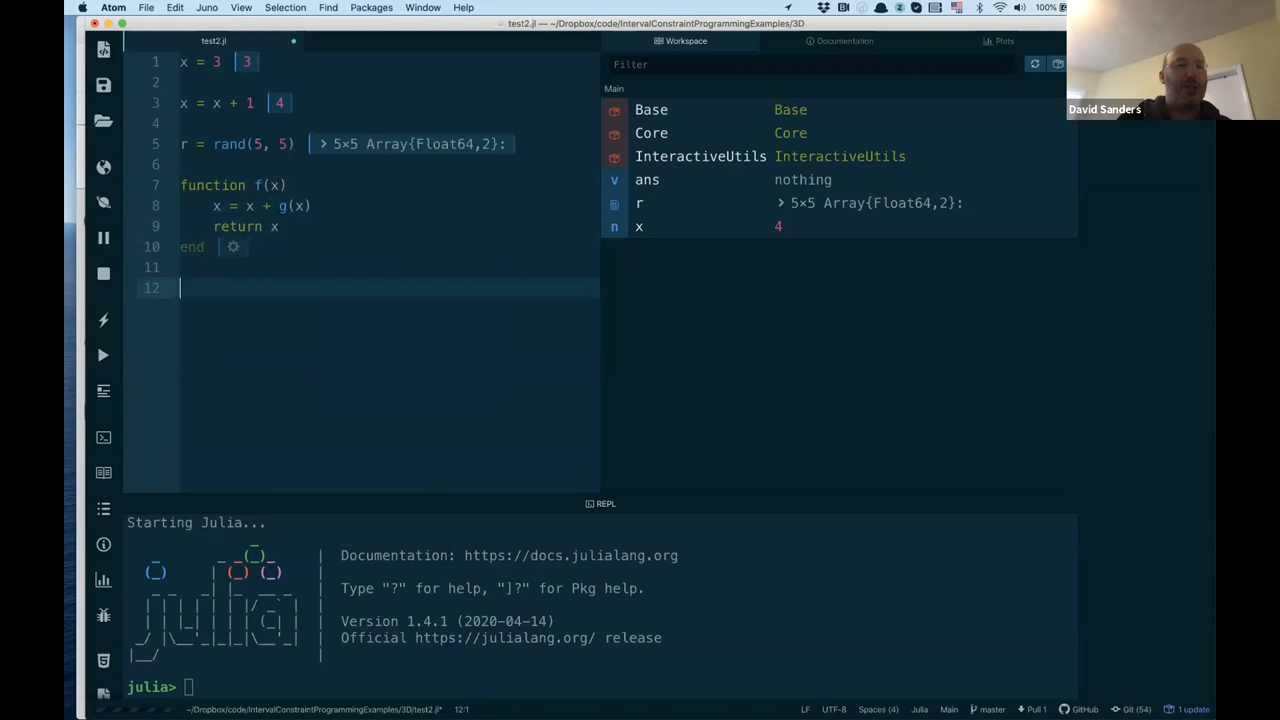 Atom File Edit Juno View Selection Find Packages Window Help 100%
test2.jl — ~/Dropbox/code/IntervalConstraintProgrammingExamples/3D
test2.jl
Workspace Documentation Plots
1 x = 3 3
2
3 x = x + 1 4
4
5 r = rand(5, 5) > 5×5 Array{Float64,2}:
6
7 function f(x)
8 x = x + g(x)
9 return x
10 end
11
12
Filter
Main
Base Base
Core Core
InteractiveUtils InteractiveUtils
V ans nothing
r > 5×5 Array{Float64,2}:
n x 4
David Sanders
REPL
Starting Julia...
Documentation: https://docs.julialang.org
Type "?" for help, "]?" for Pkg help.
Version 1.4.1 (2020-04-14)
Official https://julialang.org/ release
julia>
~/Dropbox/code/IntervalConstraintProgrammingExamples/3D/test2.jl* 12:1 LF UTF-8 Spaces (4) Julia Main master Pull 1 GitHub Git (54) 1 update